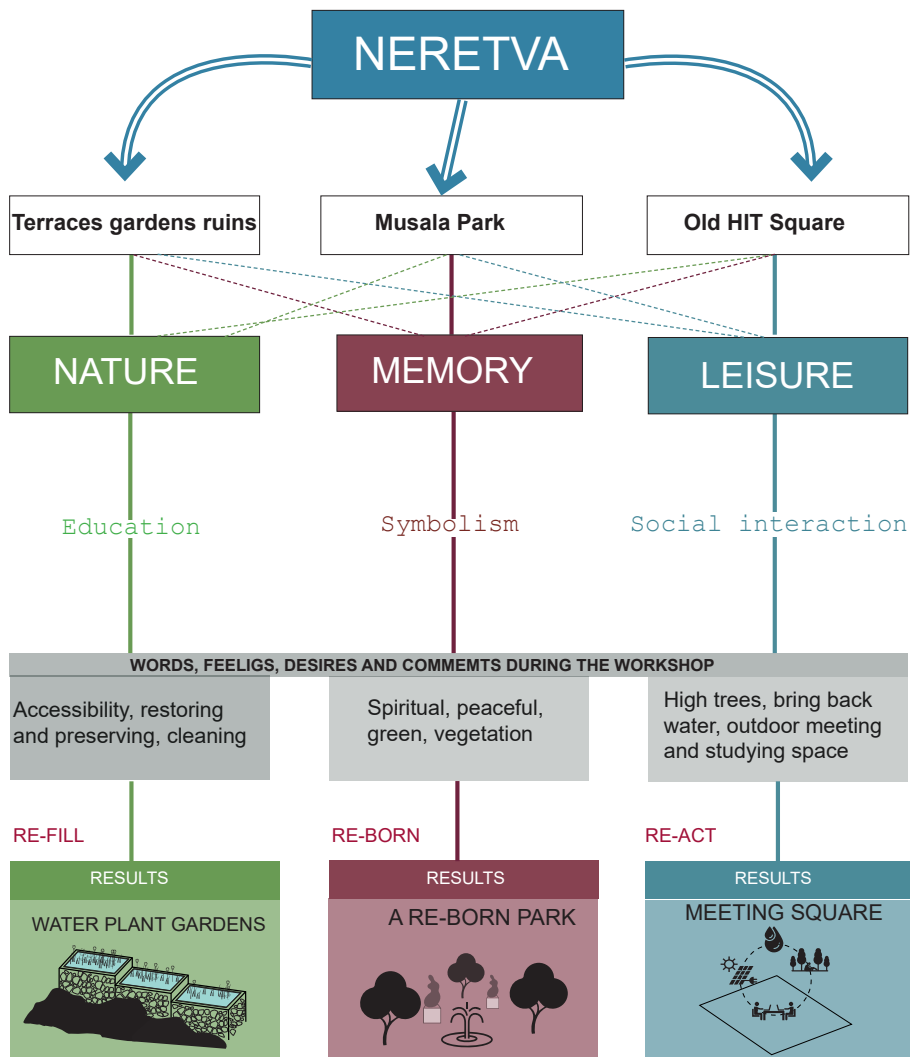 NERETVA
Terraces gardens ruins
Musala Park
Old HIT Square
NATURE
MEMORY
LEISURE
Education
Symbolism
Social interaction
WORDS, FEELIGS, DESIRES AND COMMEMTS DURING THE WORKSHOP
Accessibility, restoring
and preserving, cleaning
Spiritual, peaceful,
green, vegetation
High trees, bring back
water, outdoor meeting
and studying space
RE-FILL
RE-BORN
RE-ACT
RESULTS
RESULTS
RESULTS
WATER PLANT GARDENS
A RE-BORN PARK
MEETING SQUARE